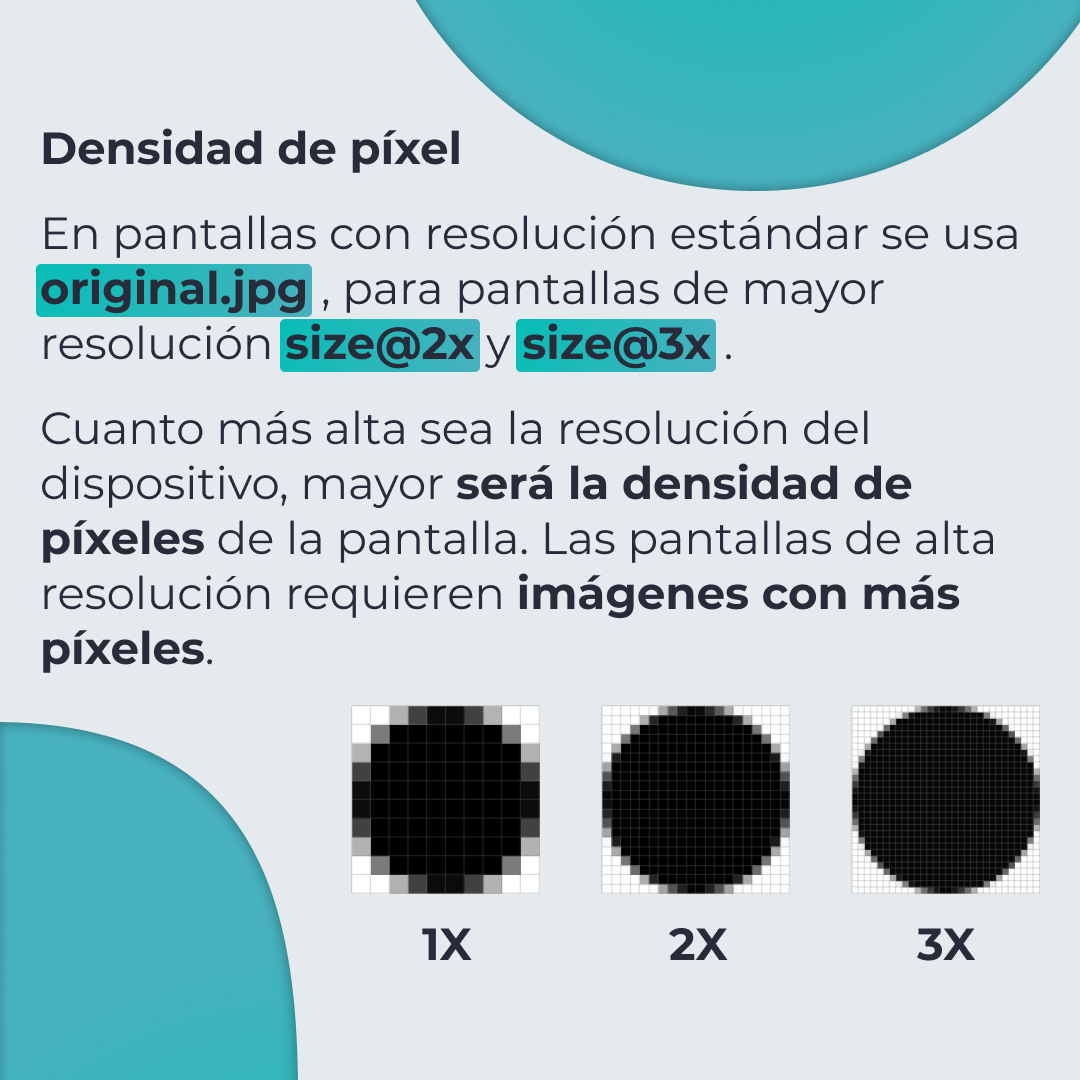 Densidad de píxel
En pantallas con resolución estándar se usa
original.jpg , para pantallas de mayor
resolución size@2x y size@3x .
Cuanto más alta sea la resolución del
dispositivo, mayor será la densidad de
píxeles de la pantalla. Las pantallas de alta
resolución requieren imágenes con más
píxeles.
1X 2X 3X